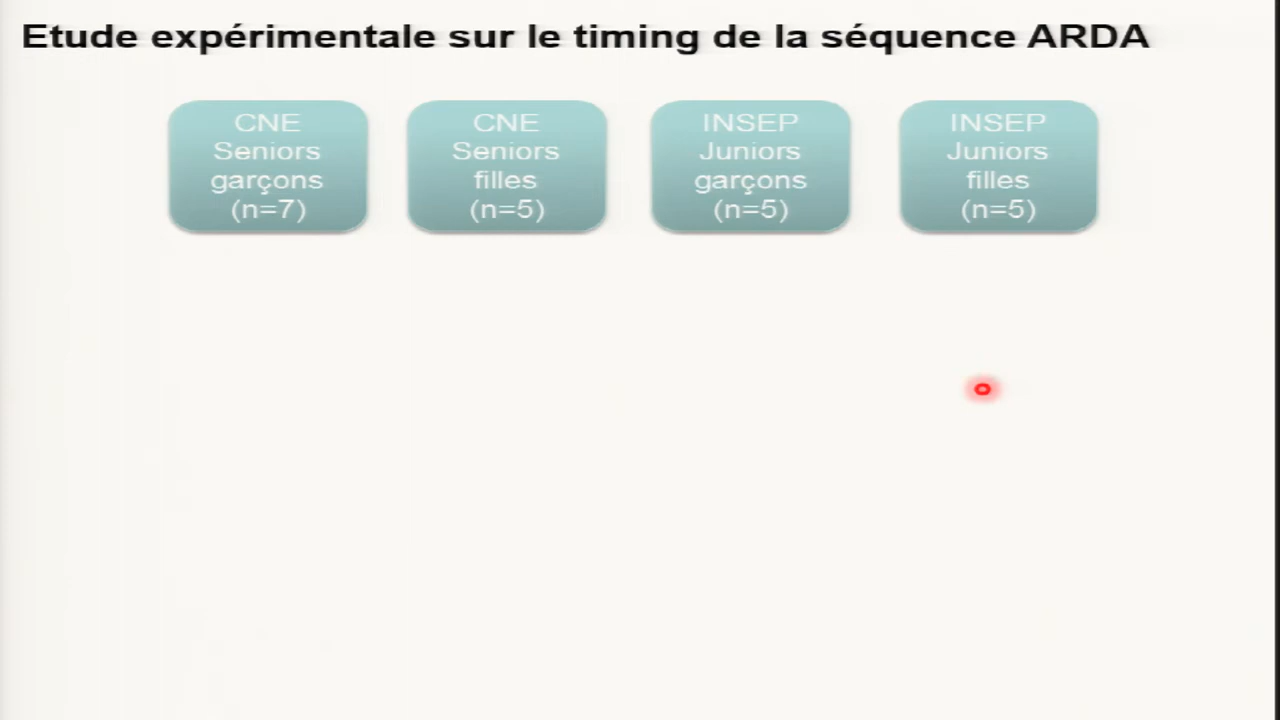 Etude expérimentale sur le timing de la séquence ARDA
CNE
Seniors
garçons
(n=7)
CNE
Seniors
filles
(n=5)
INSEP
Juniors
garçons
(n=5)
INSEP
Juniors
filles
(n=5)